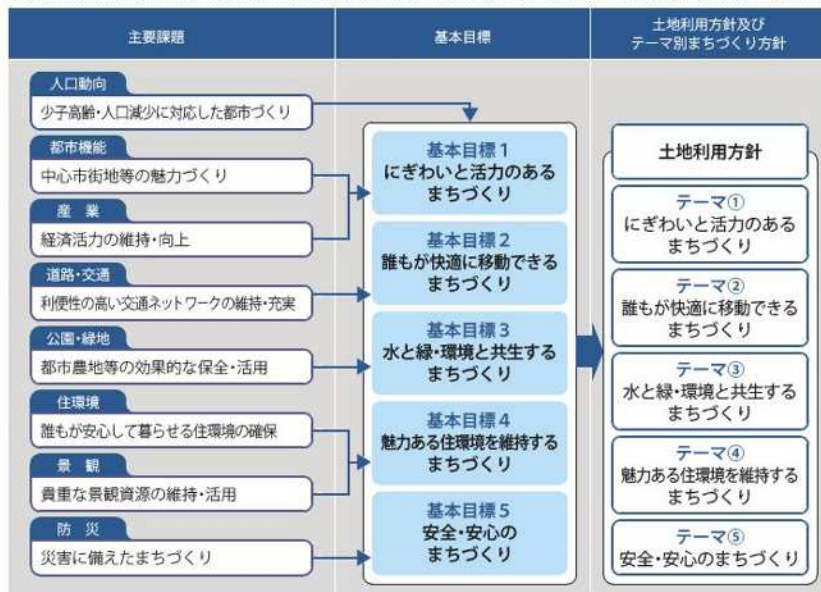 主要課題
基本目標
土地利用方針及び
テーマ別まちづくり方針
人口動向
少子高齢・人口減少に対応した都市づくり
都市機能
中心市街地等の魅力づくり
産業
経済活力の維持・向上
道路・交通
利便性の高い交通ネットワークの維持・充実
公園・緑地
都市農地等の効果的な保全・活用
住環境
誰もが安心して暮らせる住環境の確保
景観
貴重な景観資源の維持・活用
防災
災害に備えたまちづくり
基本目標1
にぎわいと活力のある
まちづくり
基本目標2
誰もが快適に移動できる
まちづくり
基本目標3
水と緑・環境と共生する
まちづくり
基本目標4
魅力ある住環境を維持する
まちづくり
基本目標5
安全・安心の
まちづくり
土地利用方針
テーマ①
にぎわいと活力のある
まちづくり
テーマ②
誰もが快適に移動できる
まちづくり
テーマ③
水と緑・環境と共生する
まちづくり
テーマ④
魅力ある住環境を維持する
まちづくり
テーマ⑤
安全・安心のまちづくり